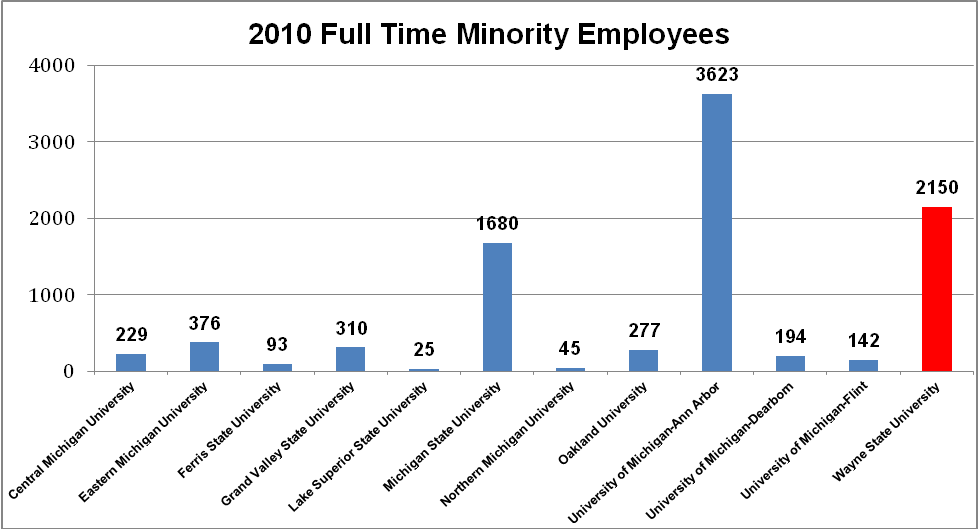 2010 Full Time Minority Employees
4000
3000
2000
1000
0
229
376
93
310
25
1680
45
277
3623
194
142
2150
Central Michigan University
Eastern Michigan University
Ferris State University
Grand Valley State University
Lake Superior State University
Michigan State University
Northern Michigan University
Oakland University
University of Michigan-Ann Arbor
University of Michigan-Dearborn
University of Michigan-Flint
Wayne State University